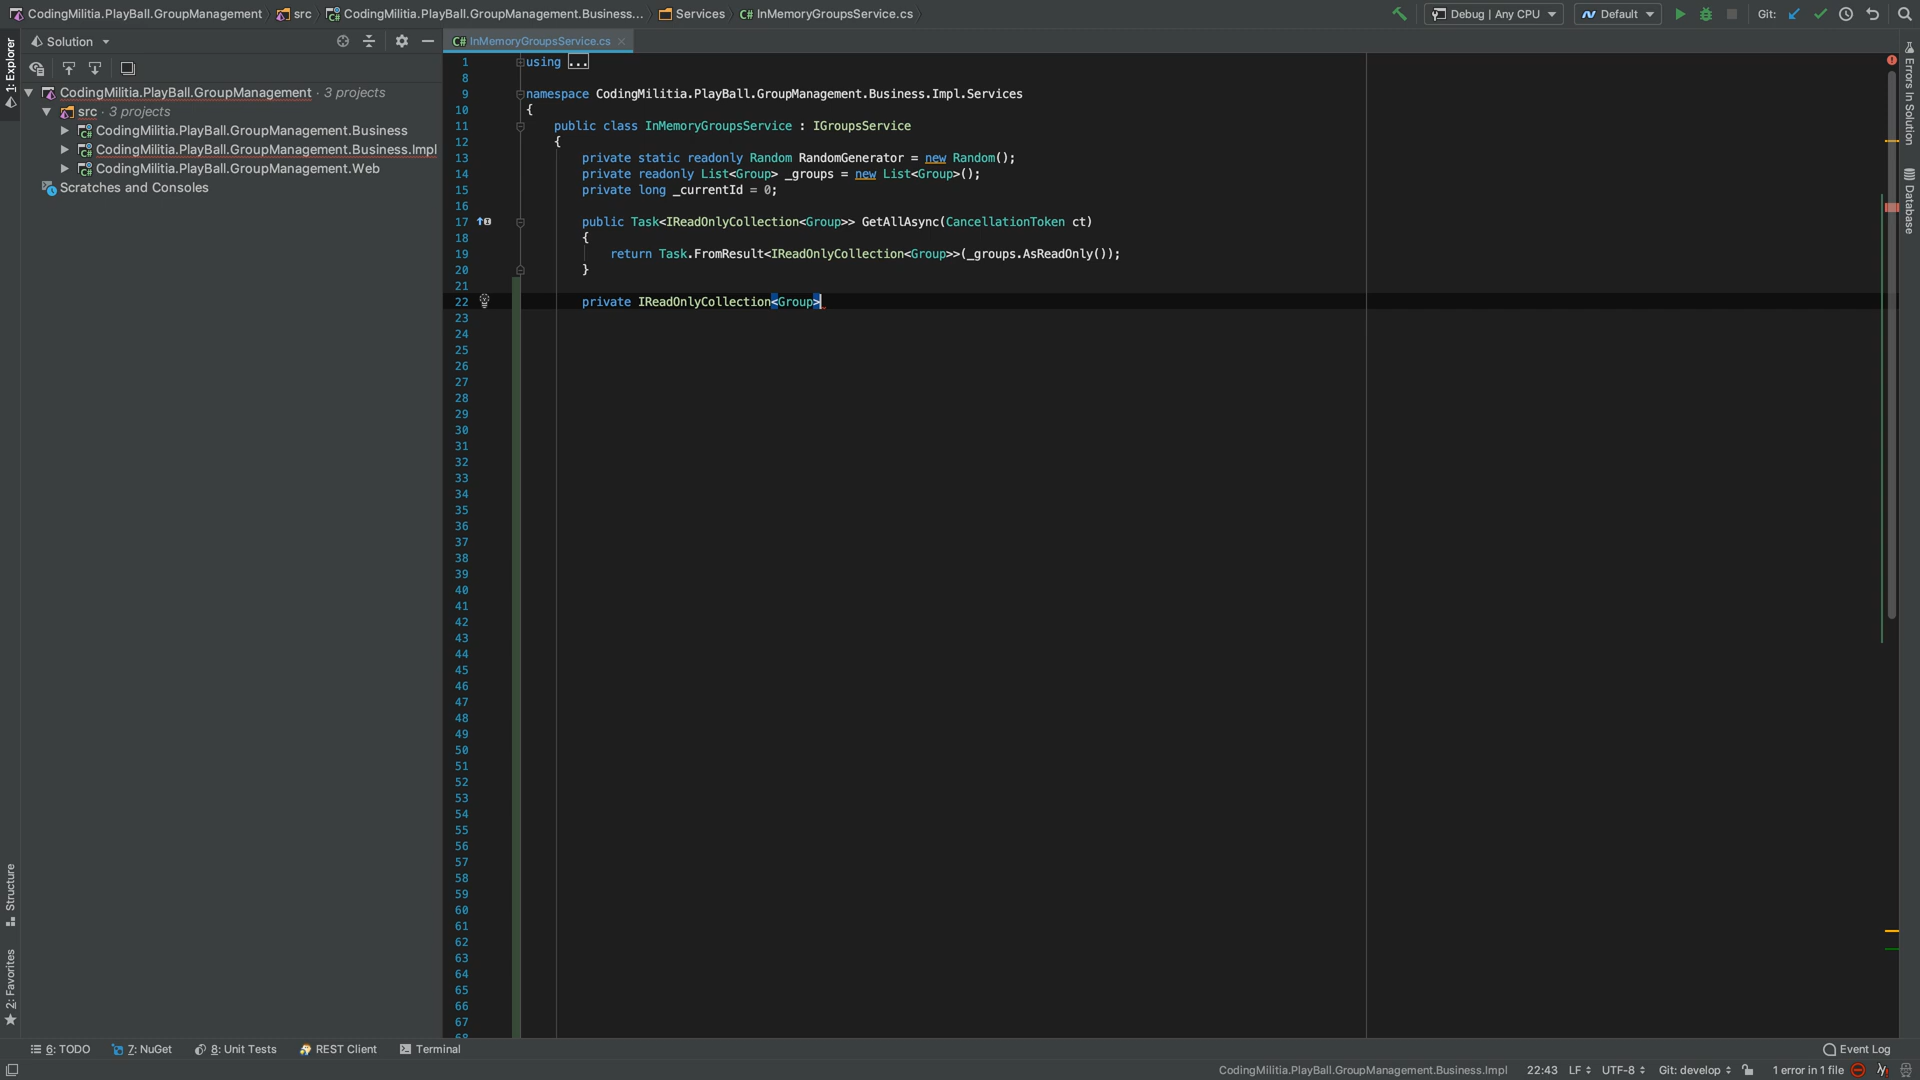 CodingMilitia.PlayBall.GroupManagement src CodingMilitia.PlayBall.GroupManagement.Business... Services C# InMemoryGroupsService.cs Debug | Any CPU Default Git:
Solution
C# InMemoryGroupsService.cs
1: Explorer
CodingMilitia.PlayBall.GroupManagement · 3 projects
src · 3 projects
CodingMilitia.PlayBall.GroupManagement.Business
CodingMilitia.PlayBall.GroupManagement.Business.Impl
CodingMilitia.PlayBall.GroupManagement.Web
Scratches and Consoles
Structure
2: Favorites
1 using ...
8
9 namespace CodingMilitia.PlayBall.GroupManagement.Business.Impl.Services
10 {
11 public class InMemoryGroupsService : IGroupsService
12 {
13 private static readonly Random RandomGenerator = new Random();
14 private readonly List<Group> _groups = new List<Group>();
15 private long _currentId = 0;
16
17 public Task<IReadOnlyCollection<Group>> GetAllAsync(CancellationToken ct)
18 {
19 return Task.FromResult<IReadOnlyCollection<Group>>(_groups.AsReadOnly());
20 }
21
22 private IReadOnlyCollection<Group>
23
24
25
26
27
28
29
30
31
32
33
34
35
36
37
38
39
40
41
42
43
44
45
46
47
48
49
50
51
52
53
54
55
56
57
58
59
60
61
62
63
64
65
66
67
68
Errors In Solution
Database
6: TODO 7: NuGet 8: Unit Tests REST Client Terminal Event Log
CodingMilitia.PlayBall.GroupManagement.Business.Impl 22:43 LF UTF-8 Git: develop 1 error in 1 file